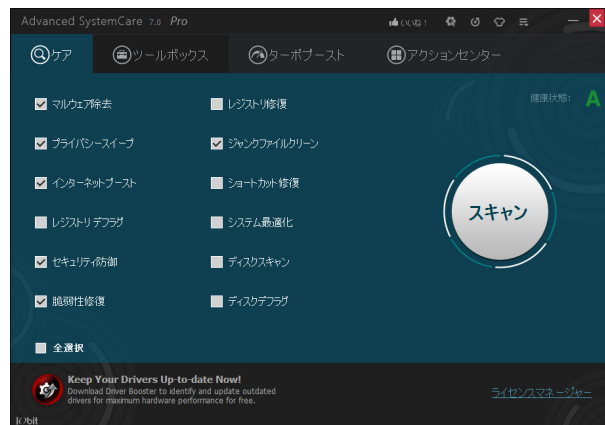 Advanced SystemCare 7.0 Pro いいね!
ケア ツールボックス ターボブースト アクションセンター
健康状態: A
マルウェア除去 レジストリ修復
プライバシースイープ ジャンクファイルクリーン
インターネットブースト ショートカット修復
レジストリデフラグ システム最適化
セキュリティ防御 ディスクスキャン
脆弱性修復 ディスクデフラグ
スキャン
全選択
Keep Your Drivers Up-to-date Now!
Download Driver Booster to identify and update outdated
drivers for maximum hardware performance for free.
ライセンスマネージャー
IObit